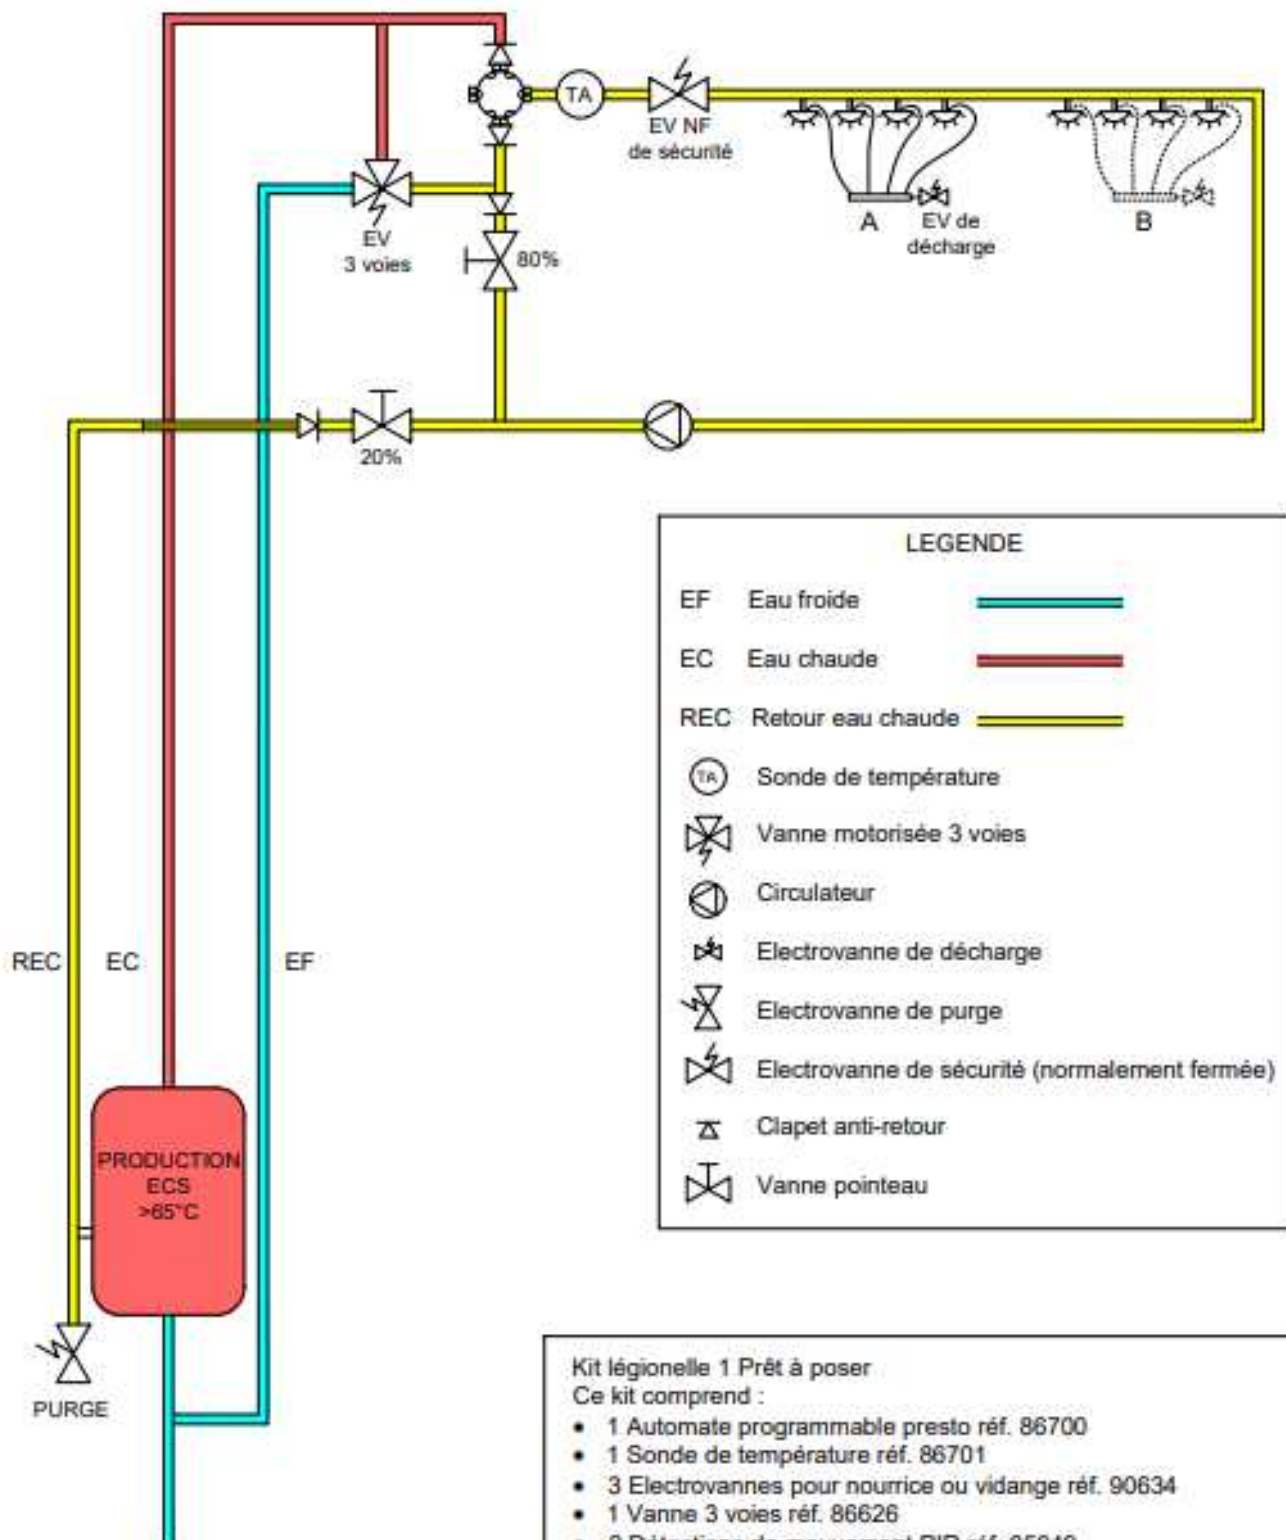 TA
EV NF
de sécurité
EV
3 voies
80%
A
EV de
décharge
B
20%
LEGENDE
EF Eau froide
EC Eau chaude
REC Retour eau chaude
TA Sonde de température
Vanne motorisée 3 voies
Circulateur
REC EC EF
Electrovanne de décharge
Electrovanne de purge
Electrovanne de sécurité (normalement fermée)
Clapet anti-retour
Vanne pointeau
PRODUCTION
ECS
>65°C
PURGE
Kit légionelle 1 Prêt à poser
Ce kit comprend :
• 1 Automate programmable presto réf. 86700
• 1 Sonde de température réf. 86701
• 3 Electrovannes pour nourrice ou vidange réf. 90634
• 1 Vanne 3 voies réf. 86626